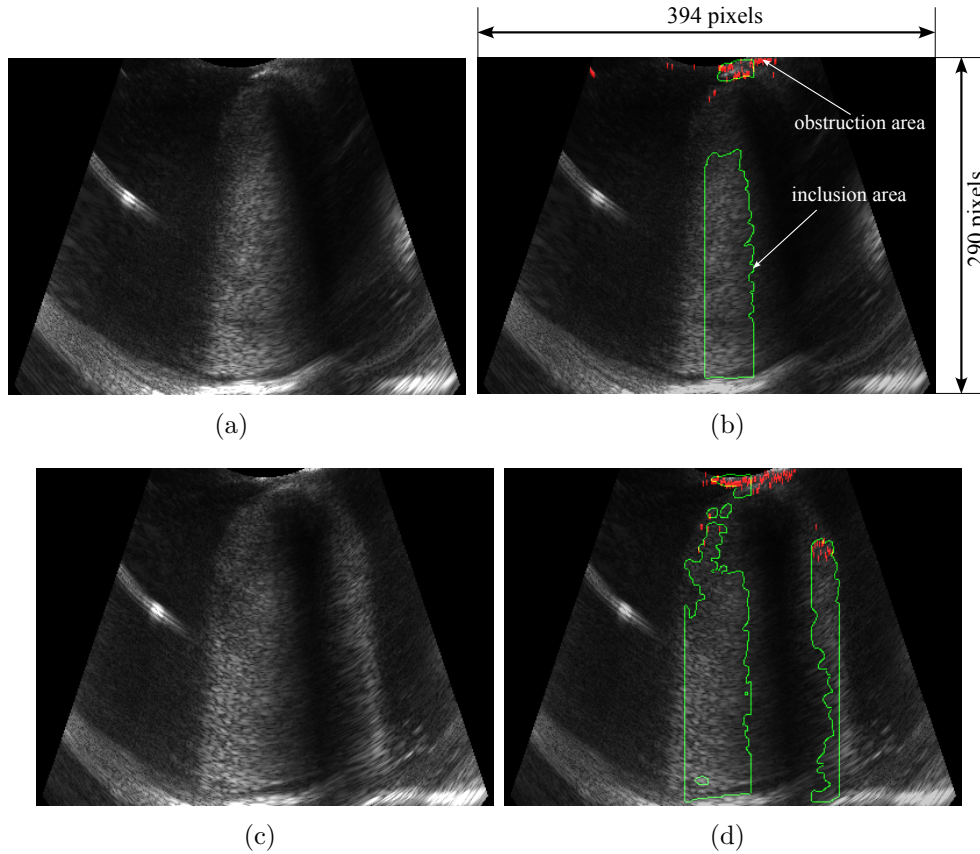 394 pixels
obstruction area
inclusion area
290 pixels
(a)
(b)
(c)
(d)